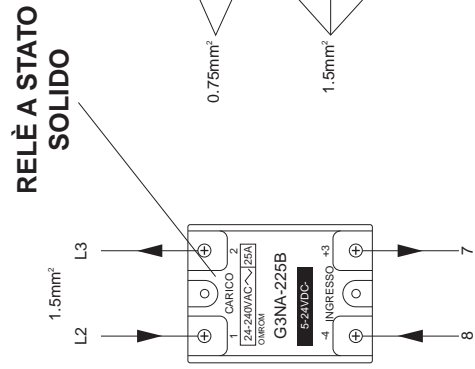 RELÈ A STATO
SOLIDO
0.75mm²
1.5mm²
1.5mm²
L2 L3
1 CARICO 2
24-240VAC 25A
OMROM
G3NA-225B
5-24VDC-
-4 INGRESSO +3
8 7